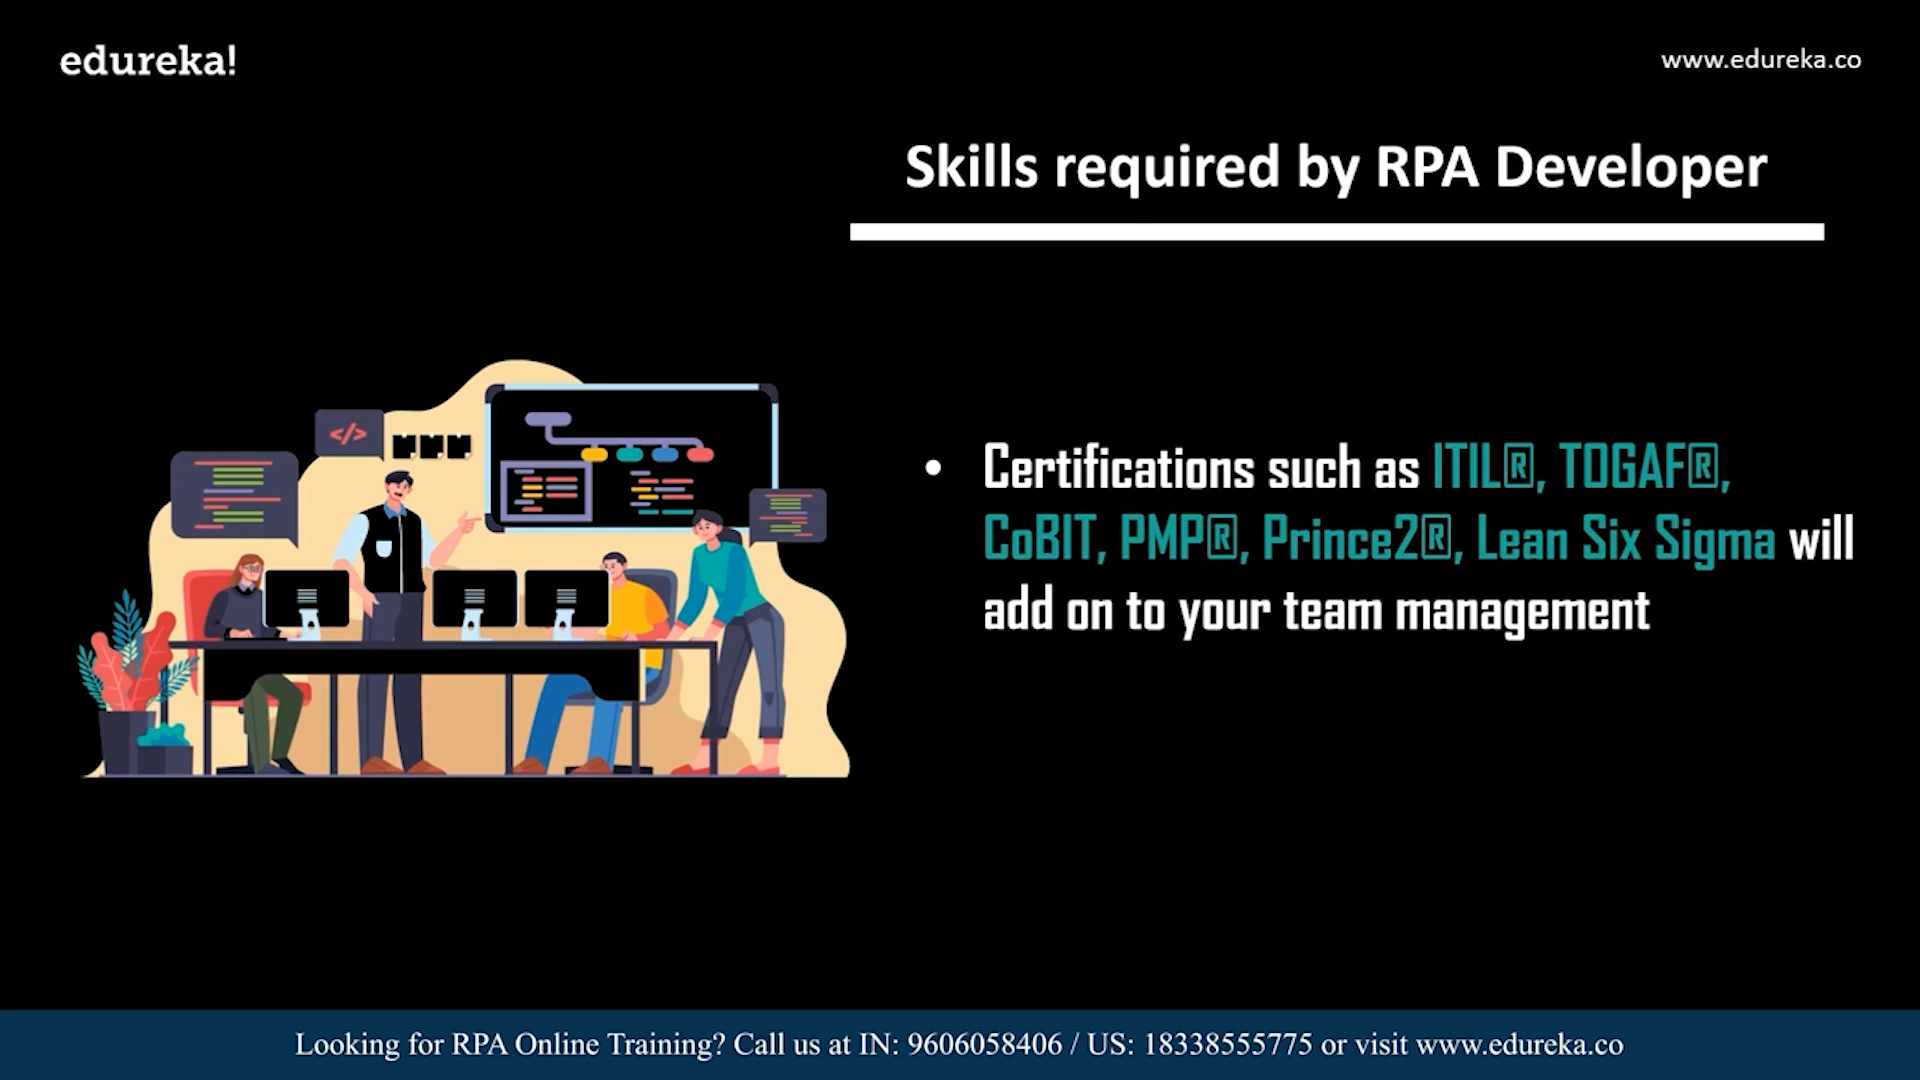 edureka!
www.edureka.co
Skills required by RPA Developer
</>
• Certifications such as ITIL®, TOGAF®,
CoBIT, PMP®, Prince2®, Lean Six Sigma will
add on to your team management
Looking for RPA Online Training? Call us at IN: 9606058406 / US: 18338555775 or visit www.edureka.co